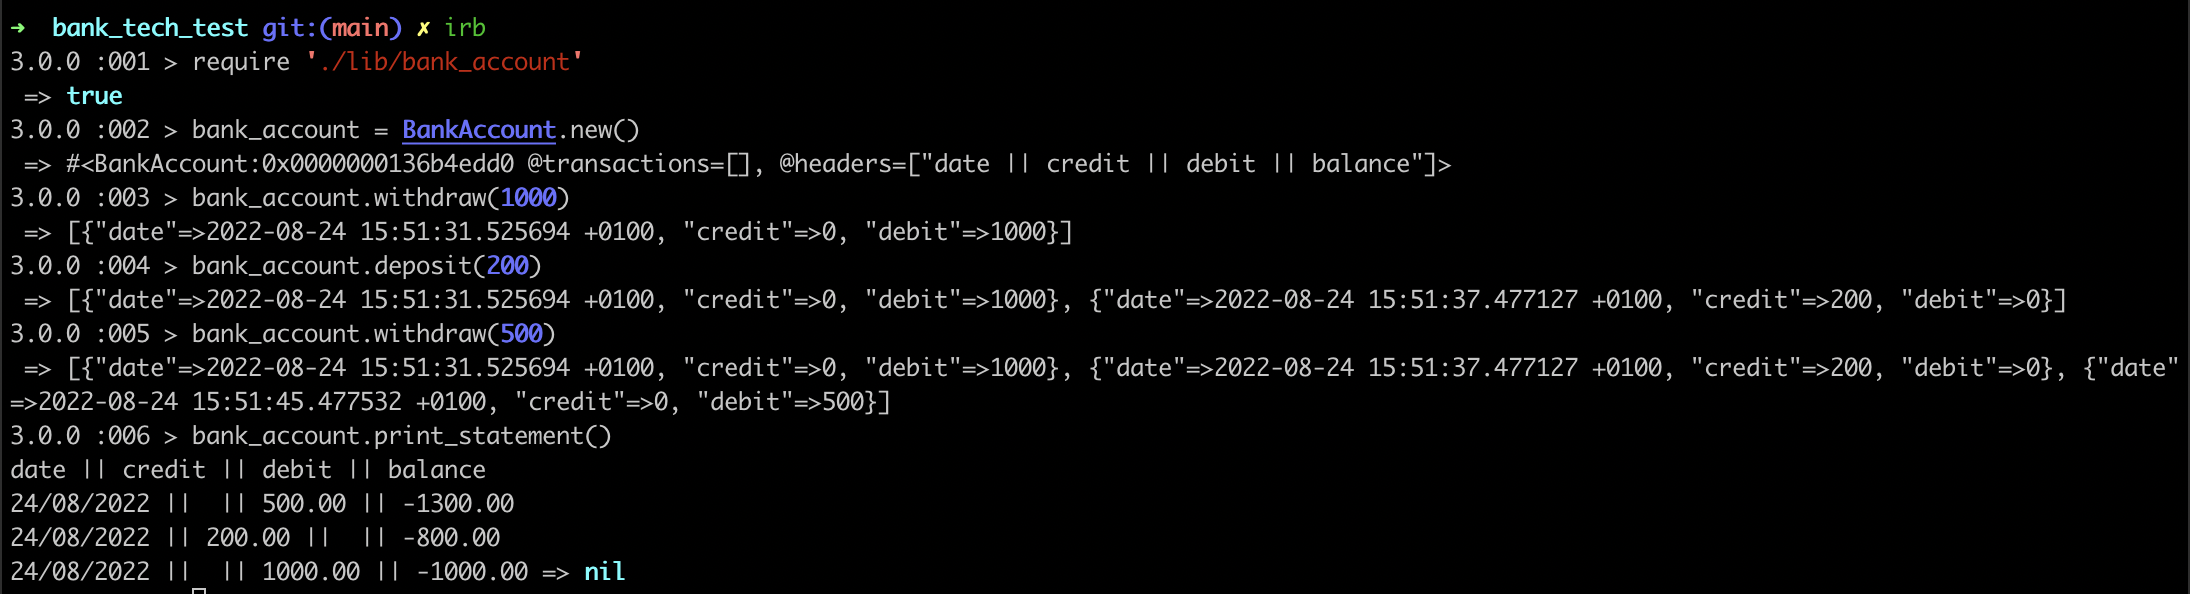 ➜  bank_tech_test git:(main) ✗ irb
3.0.0 :001 > require './lib/bank_account'
 => true
3.0.0 :002 > bank_account = BankAccount.new()
 => #<BankAccount:0x0000000136b4edd0 @transactions=[], @headers=["date || credit || debit || balance"]>
3.0.0 :003 > bank_account.withdraw(1000)
 => [{"date"=>2022-08-24 15:51:31.525694 +0100, "credit"=>0, "debit"=>1000}]
3.0.0 :004 > bank_account.deposit(200)
 => [{"date"=>2022-08-24 15:51:31.525694 +0100, "credit"=>0, "debit"=>1000}, {"date"=>2022-08-24 15:51:37.477127 +0100, "credit"=>200, "debit"=>0}]
3.0.0 :005 > bank_account.withdraw(500)
 => [{"date"=>2022-08-24 15:51:31.525694 +0100, "credit"=>0, "debit"=>1000}, {"date"=>2022-08-24 15:51:37.477127 +0100, "credit"=>200, "debit"=>0}, {"date"
=>2022-08-24 15:51:45.477532 +0100, "credit"=>0, "debit"=>500}]
3.0.0 :006 > bank_account.print_statement()
date || credit || debit || balance
24/08/2022 ||  || 500.00 || -1300.00
24/08/2022 || 200.00 ||  || -800.00
24/08/2022 ||  || 1000.00 || -1000.00 => nil